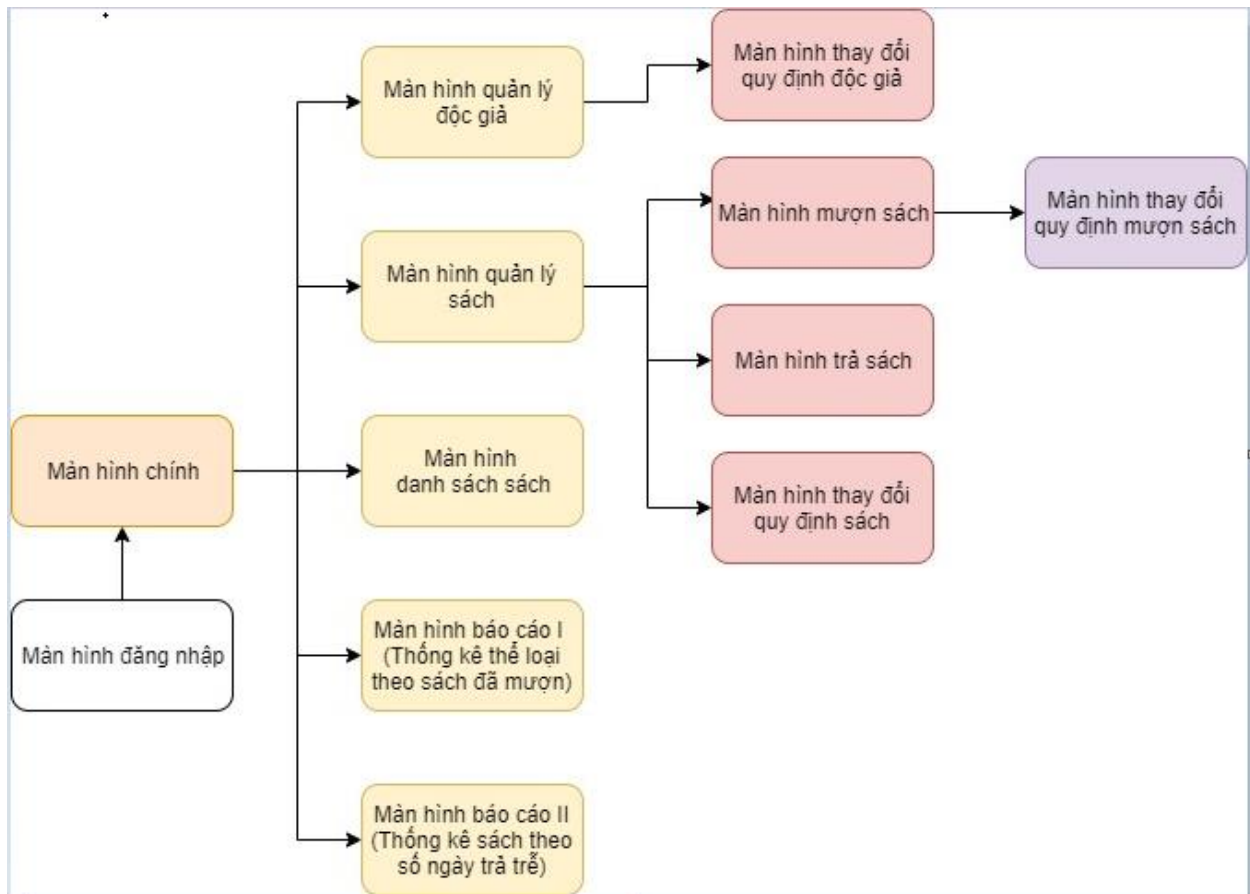 Màn hình thay đổi
quy định độc giả
Màn hình quản lý
độc giả
Màn hình mượn sách
Màn hình thay đổi
quy định mượn sách
Màn hình quản lý
sách
Màn hình trả sách
Màn hình chính
Màn hình
danh sách sách
Màn hình thay đổi
quy định sách
Màn hình đăng nhập
Màn hình báo cáo I
(Thống kê thể loại
theo sách đã mượn)
Màn hình báo cáo II
(Thống kê sách theo
số ngày trả trễ)